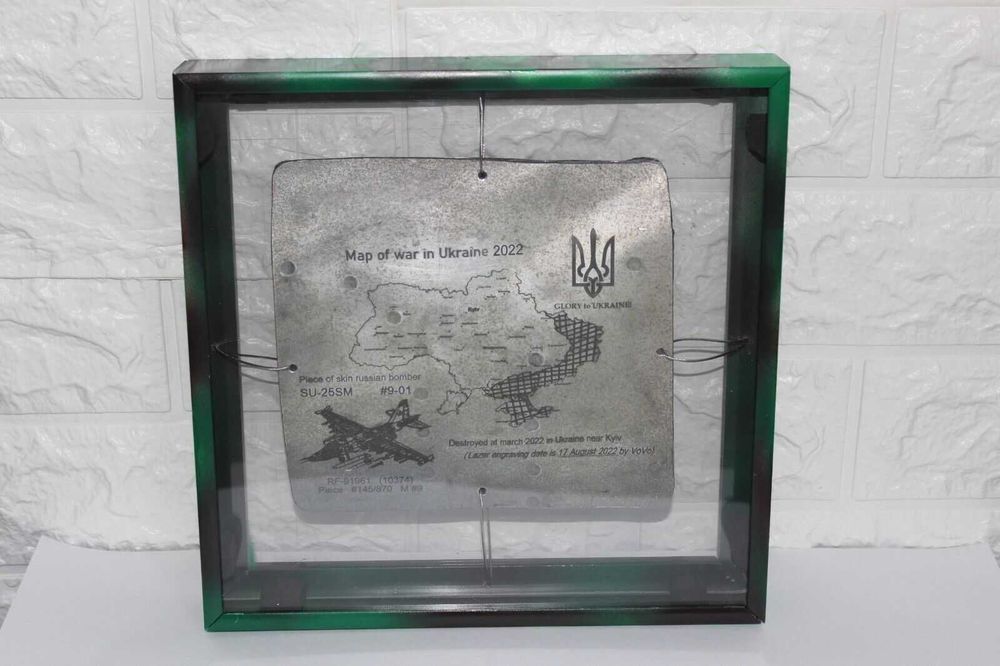 Map of war in Ukraine 2022
GLORY to UKRAINE!
Kyiv
Piece of skin russian bomber
SU-25SM #9-01
Destroyed at march 2022 in Ukraine near Kyiv
(Lazer engraving date is 17 August 2022 by VoVo)
RF-91961 (10374)
Piece #145/870 M #9